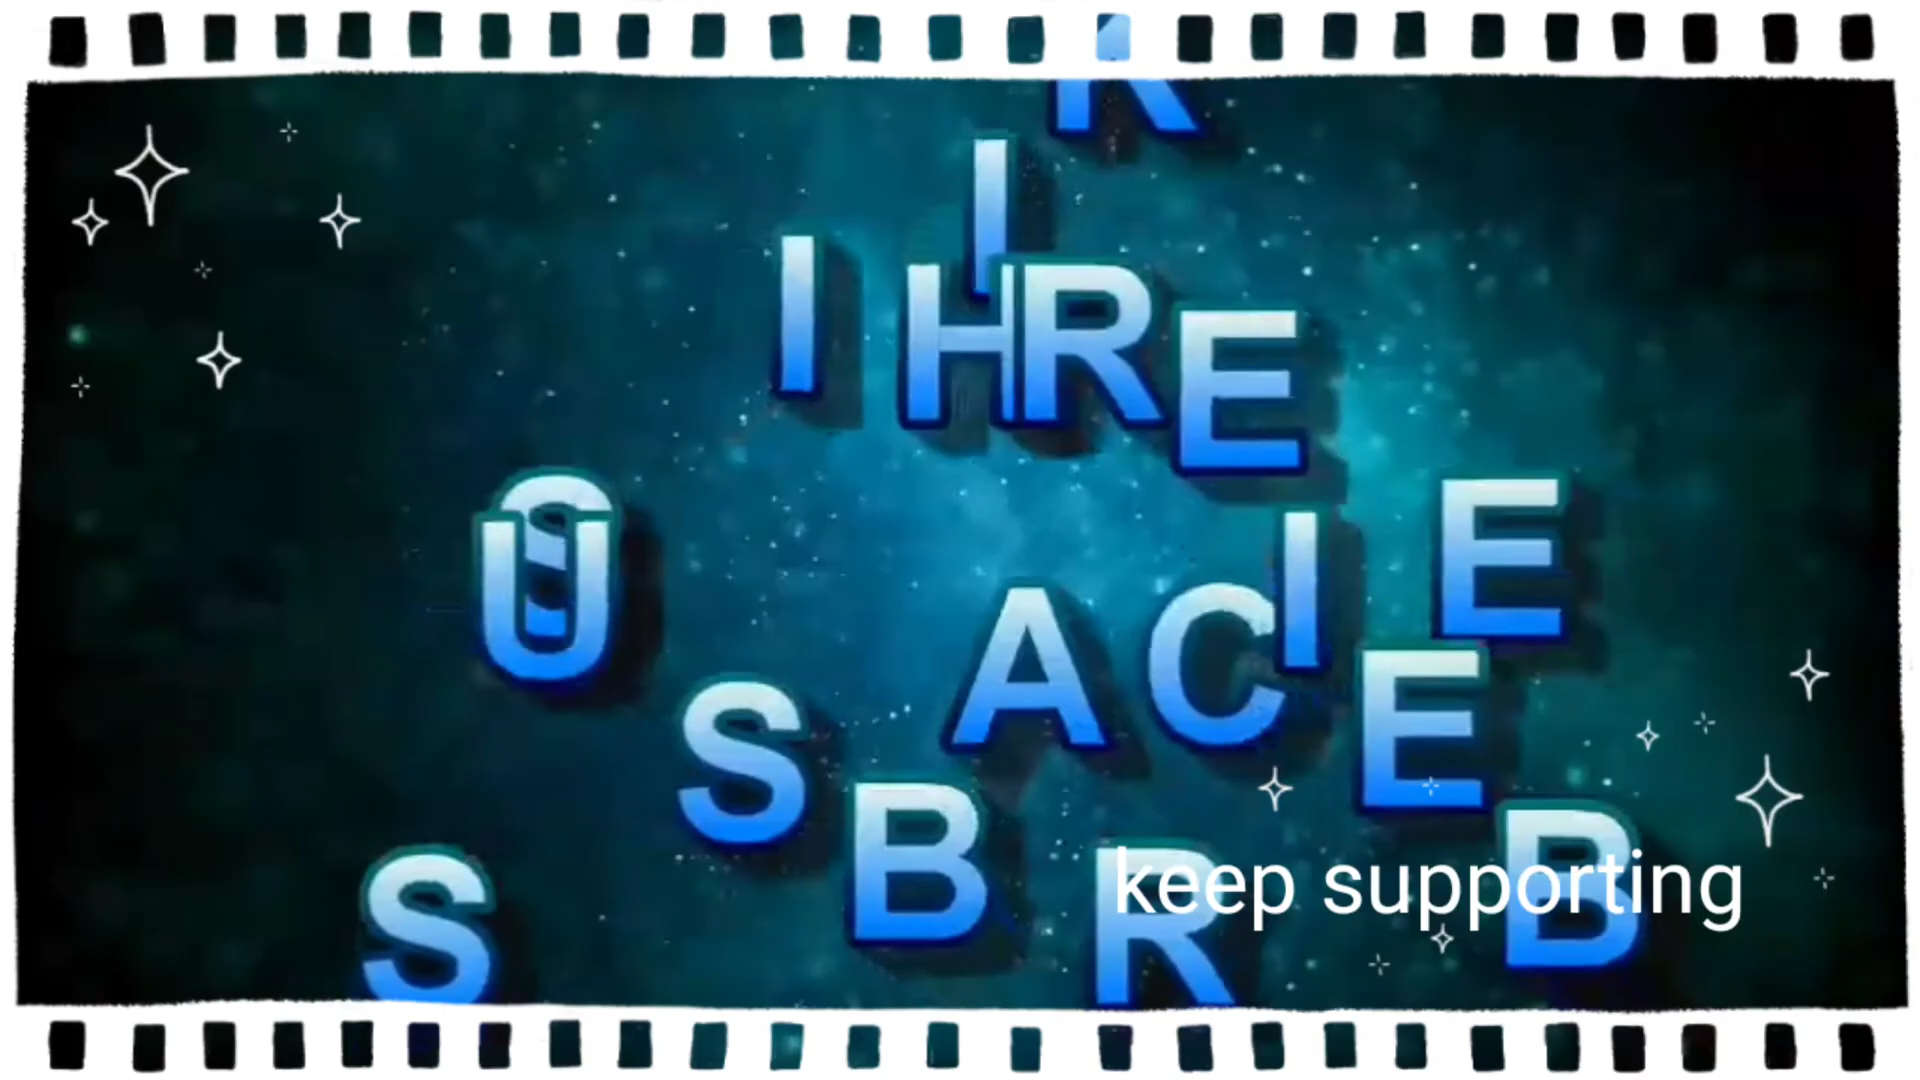 R
I
I H R E
S E
U I
A C
S E
B B
R
keep supporting
S